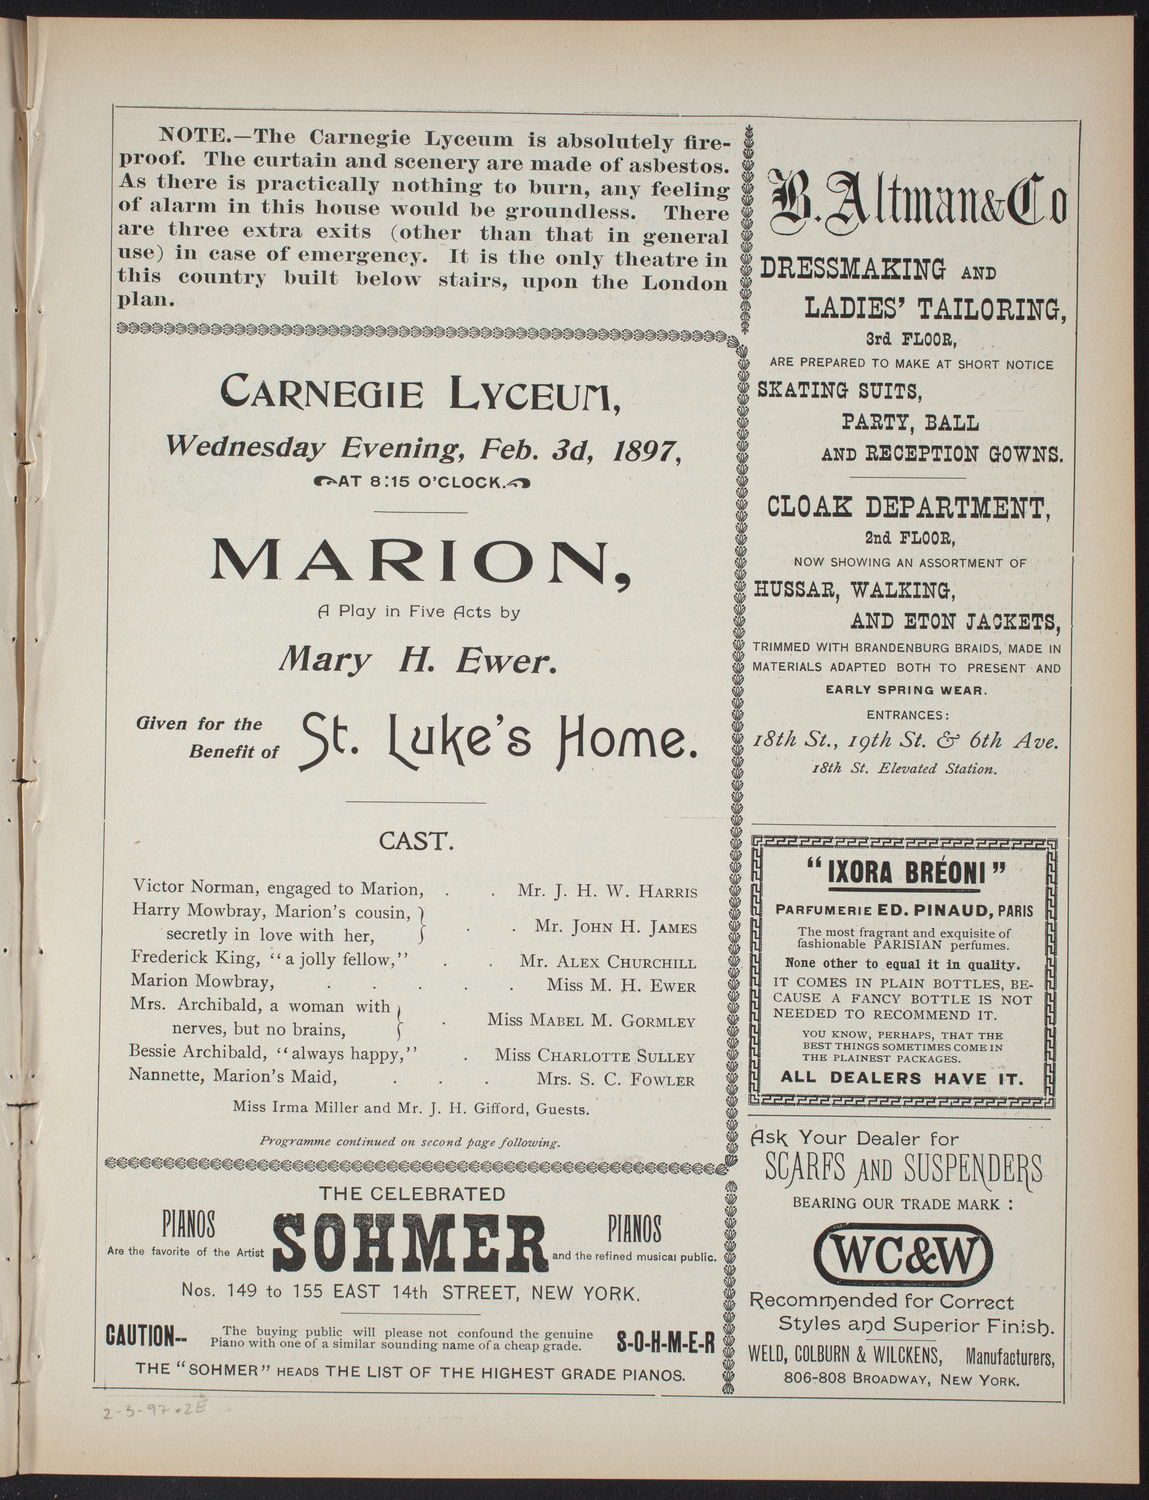 NOTE.—The Carnegie Lyceum is absolutely fire-
proof. The curtain and scenery are made of asbestos.
As there is practically nothing to burn, any feeling
of alarm in this house would be groundless. There
are three extra exits (other than that in general
use) in case of emergency. It is the only theatre in
this country built below stairs, upon the London
plan.
CARNEGIE LYCEUM,
Wednesday Evening, Feb. 3d, 1897,
AT 8:15 O'CLOCK.
MARION,
A Play in Five Acts by
Mary H. Ewer.
Given for the
Benefit of St. Luke's Home.
CAST.
Victor Norman, engaged to Marion, . . Mr. J. H. W. HARRIS
Harry Mowbray, Marion's cousin,
secretly in love with her, } . . Mr. JOHN H. JAMES
Frederick King, "a jolly fellow," . . Mr. ALEX CHURCHILL
Marion Mowbray, . . . . . Miss M. H. EWER
Mrs. Archibald, a woman with
nerves, but no brains, } . Miss MABEL M. GORMLEY
Bessie Archibald, "always happy," . Miss CHARLOTTE SULLEY
Nannette, Marion's Maid, . . . Mrs. S. C. FOWLER
Miss Irma Miller and Mr. J. H. Gifford, Guests.
Programme continued on second page following.
THE CELEBRATED
PIANOS SOHMER PIANOS
Are the favorite of the Artist and the refined musical public.
Nos. 149 to 155 EAST 14th STREET, NEW YORK.
CAUTION-- The buying public will please not confound the genuine S-O-H-M-E-R
Piano with one of a similar sounding name of a cheap grade.
THE "SOHMER" HEADS THE LIST OF THE HIGHEST GRADE PIANOS.
B. Altman & Co
DRESSMAKING AND
LADIES' TAILORING,
3rd FLOOR,
ARE PREPARED TO MAKE AT SHORT NOTICE
SKATING SUITS,
PARTY, BALL
AND RECEPTION GOWNS.
CLOAK DEPARTMENT,
2nd FLOOR,
NOW SHOWING AN ASSORTMENT OF
HUSSAR, WALKING,
AND ETON JACKETS,
TRIMMED WITH BRANDENBURG BRAIDS, MADE IN
MATERIALS ADAPTED BOTH TO PRESENT AND
EARLY SPRING WEAR.
ENTRANCES:
18th St., 19th St. & 6th Ave.
18th St. Elevated Station.
"IXORA BRÉONI"
PARFUMERIE ED. PINAUD, PARIS
The most fragrant and exquisite of
fashionable PARISIAN perfumes.
None other to equal it in quality.
IT COMES IN PLAIN BOTTLES, BE-
CAUSE A FANCY BOTTLE IS NOT
NEEDED TO RECOMMEND IT.
YOU KNOW, PERHAPS, THAT THE
BEST THINGS SOMETIMES COME IN
THE PLAINEST PACKAGES.
ALL DEALERS HAVE IT.
Ask Your Dealer for
SCARFS AND SUSPENDERS
BEARING OUR TRADE MARK :
WC&W
Recommended for Correct
Styles and Superior Finish.
WELD, COLBURN & WILCKENS, Manufacturers,
806-808 BROADWAY, NEW YORK.
2-3-97.2E